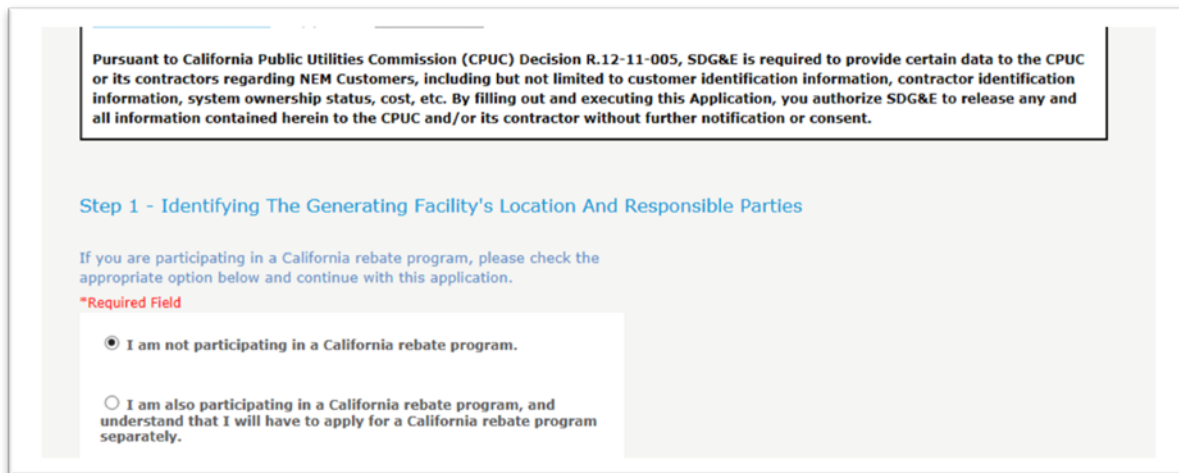 Pursuant to California Public Utilities Commission (CPUC) Decision R.12-11-005, SDG&E is required to provide certain data to the CPUC
or its contractors regarding NEM Customers, including but not limited to customer identification information, contractor identification
information, system ownership status, cost, etc. By filling out and executing this Application, you authorize SDG&E to release any and
all information contained herein to the CPUC and/or its contractor without further notification or consent.
Step 1 - Identifying The Generating Facility's Location And Responsible Parties
If you are participating in a California rebate program, please check the
appropriate option below and continue with this application.
*Required Field
I am not participating in a California rebate program.
I am also participating in a California rebate program, and
understand that I will have to apply for a California rebate program
separately.